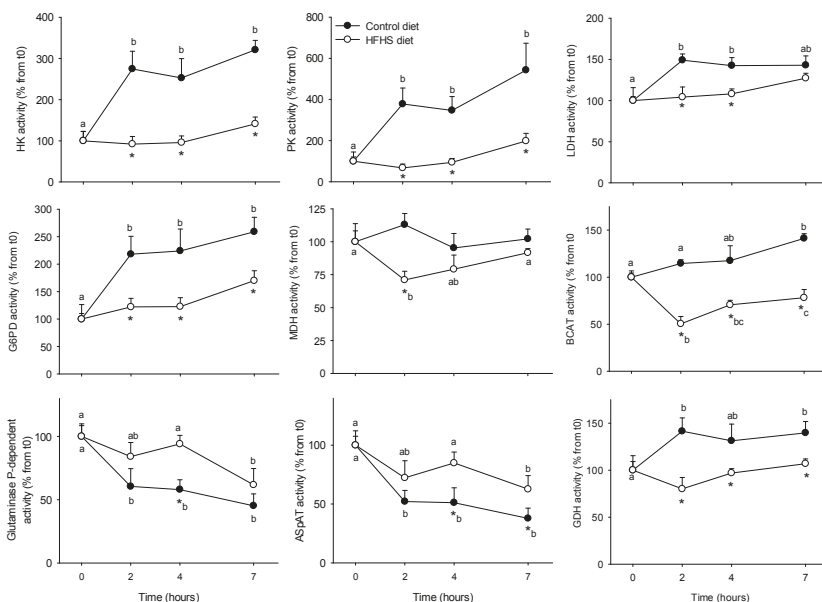 HK activity (% from t0)
400
300
200
100
0
a
b
b
b
*
*
*
PK activity (% from t0)
800
600
400
200
0
Control diet
HFHS diet
a
b
b
b
*
*
*
LDH activity (% from t0)
200
150
100
50
0
a
b
b
ab
*
*
G6PD activity (% from t0)
300
250
200
150
100
50
0
a
b
b
b
*
*
*
MDH activity (% from t0)
125
100
75
50
25
0
a
*b
ab
a
BCAT activity (% from t0
150
100
50
0
a
a
ab
b
*b
*bc
*c
Glutaminase P-dependent
activity (% from t0)
100
50
0
a
ab
a
b
a
b
*b
b
0 2 4 7
Time (hours)
ASpAT activity (% from t0)
100
50
0
a
ab
a
b
a
b
*b
*b
0 2 4 7
Time (hours)
GDH activity (% from t0)
150
100
50
0
b
ab
b
a
*
*
*
0 2 4 7
Time (hours)